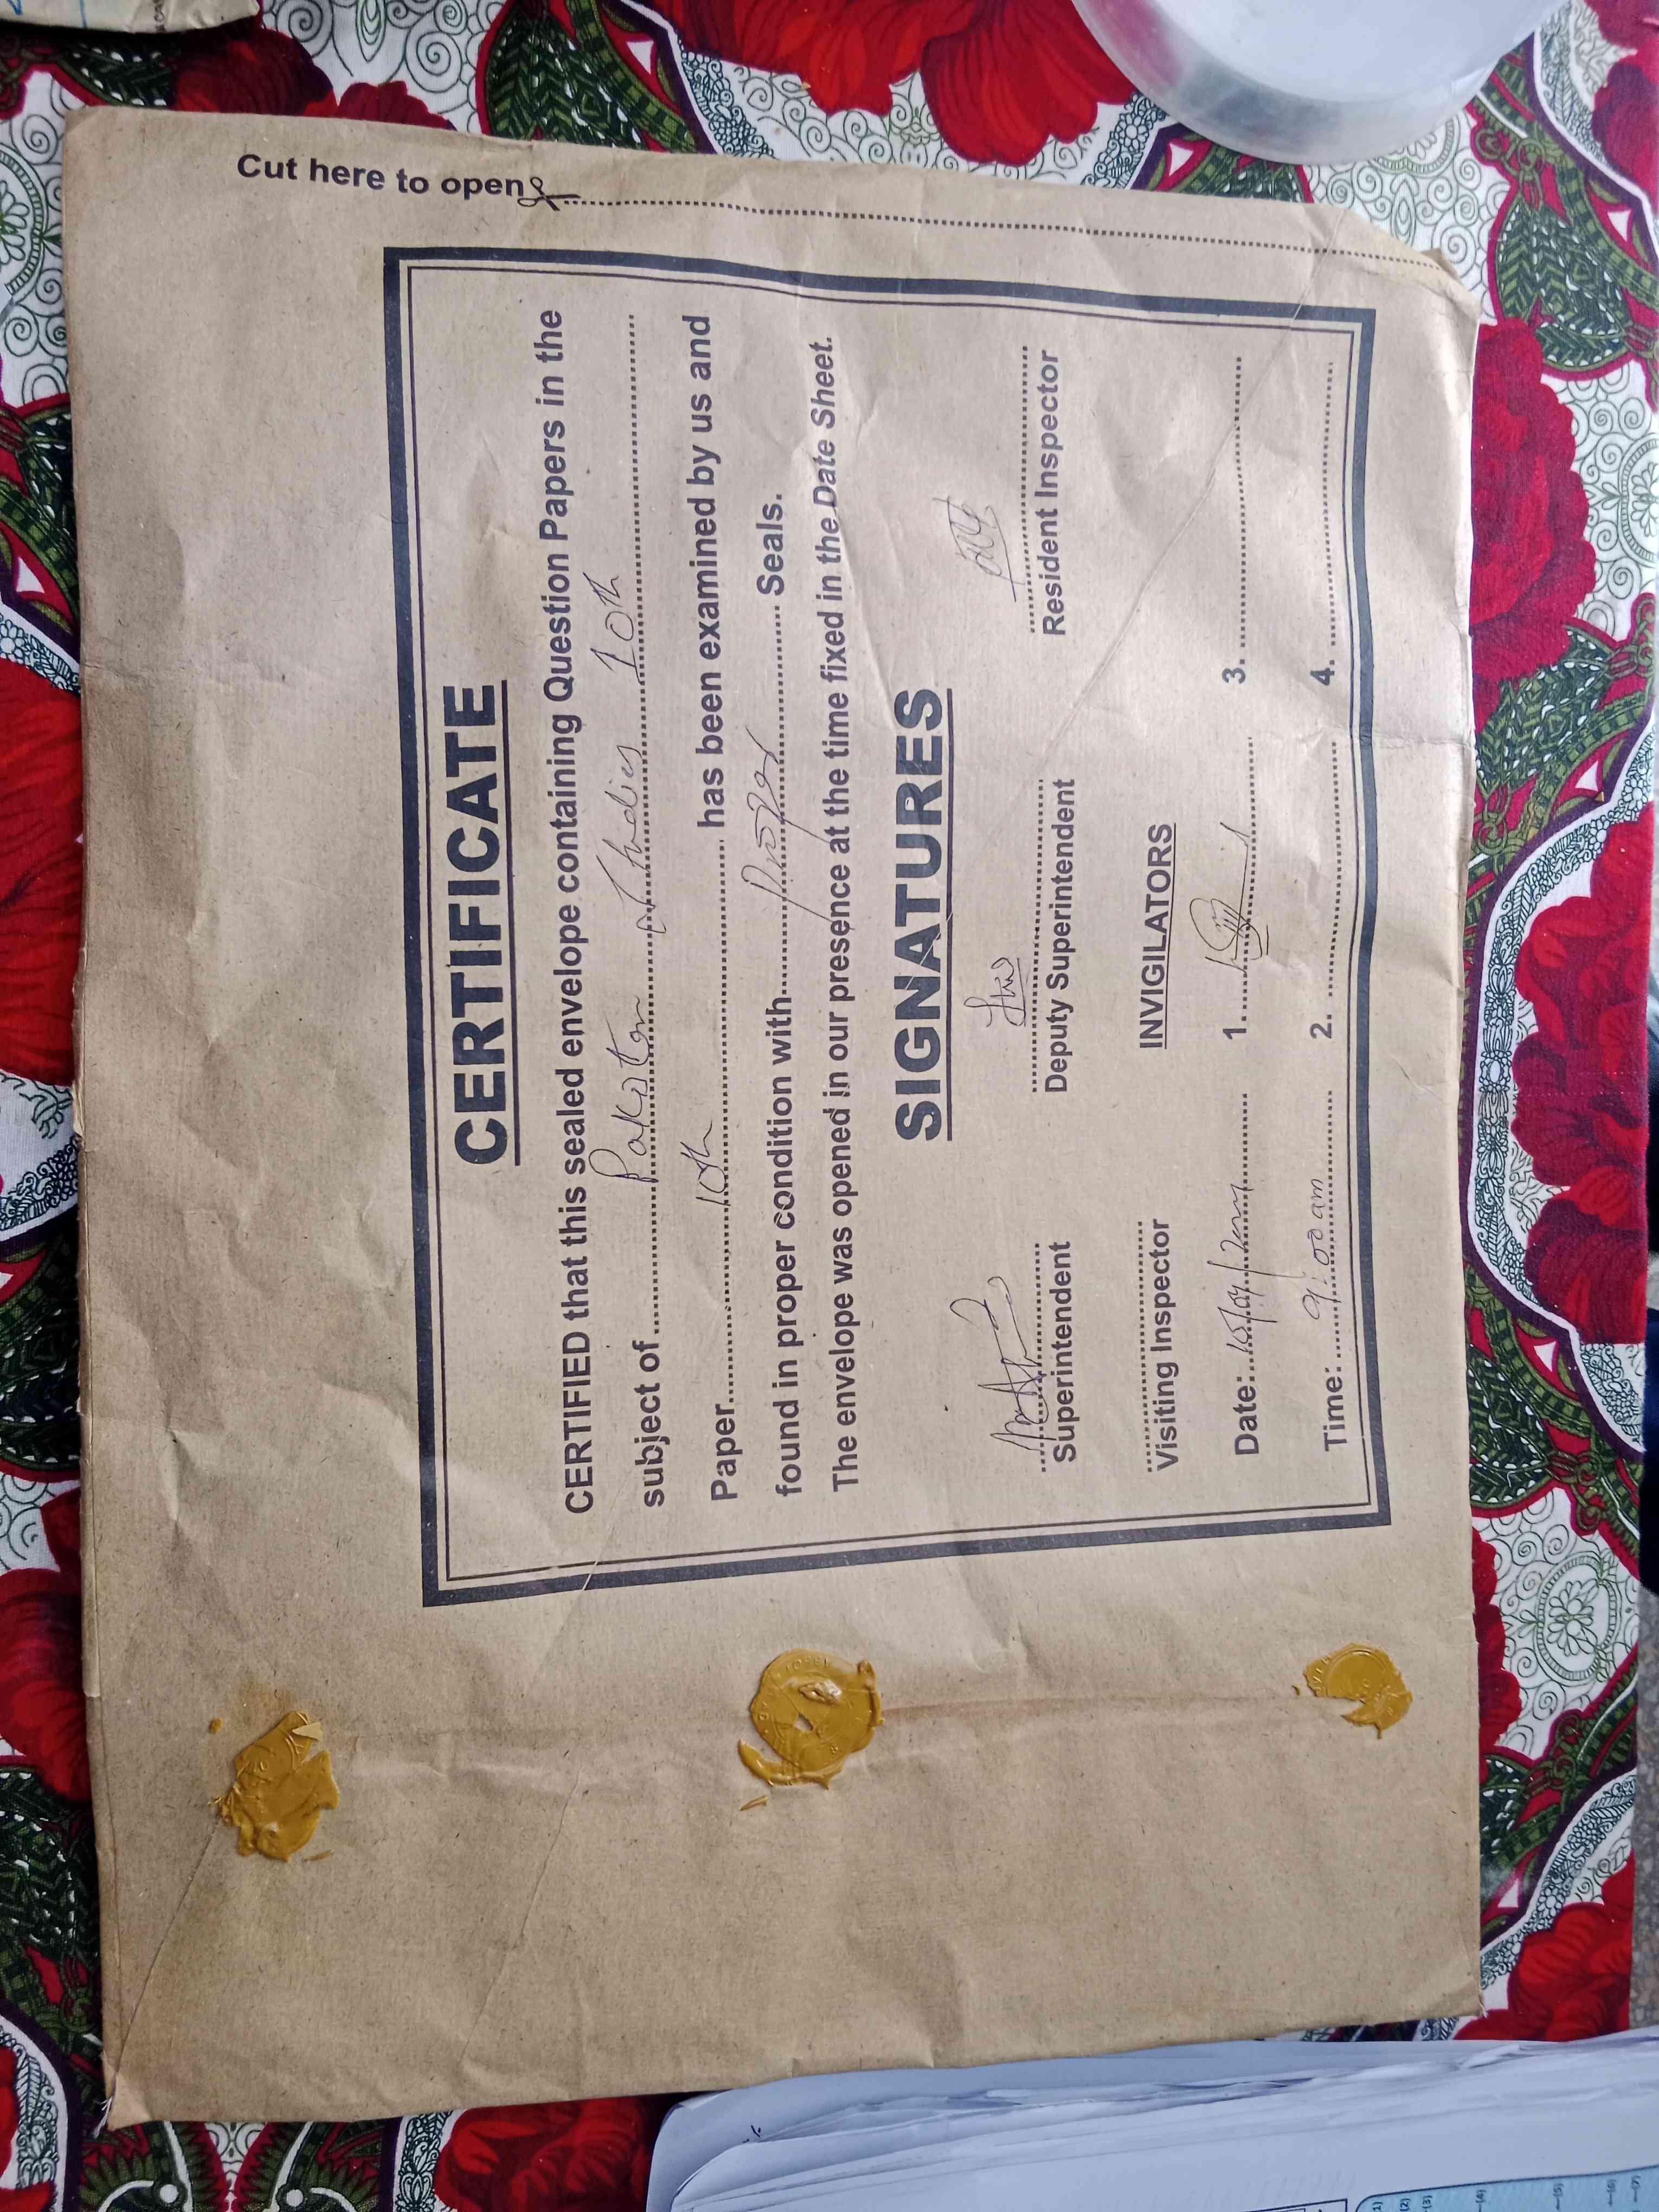 Cut here to open
CERTIFICATE
CERTIFIED that this sealed envelope containing Question Papers in the
subject of Pakistan Studies 10th
Paper 10th has been examined by us and
found in proper condition with Proper Seals.
The envelope was opened in our presence at the time fixed in the Date Sheet.
SIGNATURES
Superintendent Deputy Superintendent Resident Inspector
Visiting Inspector INVIGILATORS
Date: 1. 3.
Time: 9:00 am 2. 4.